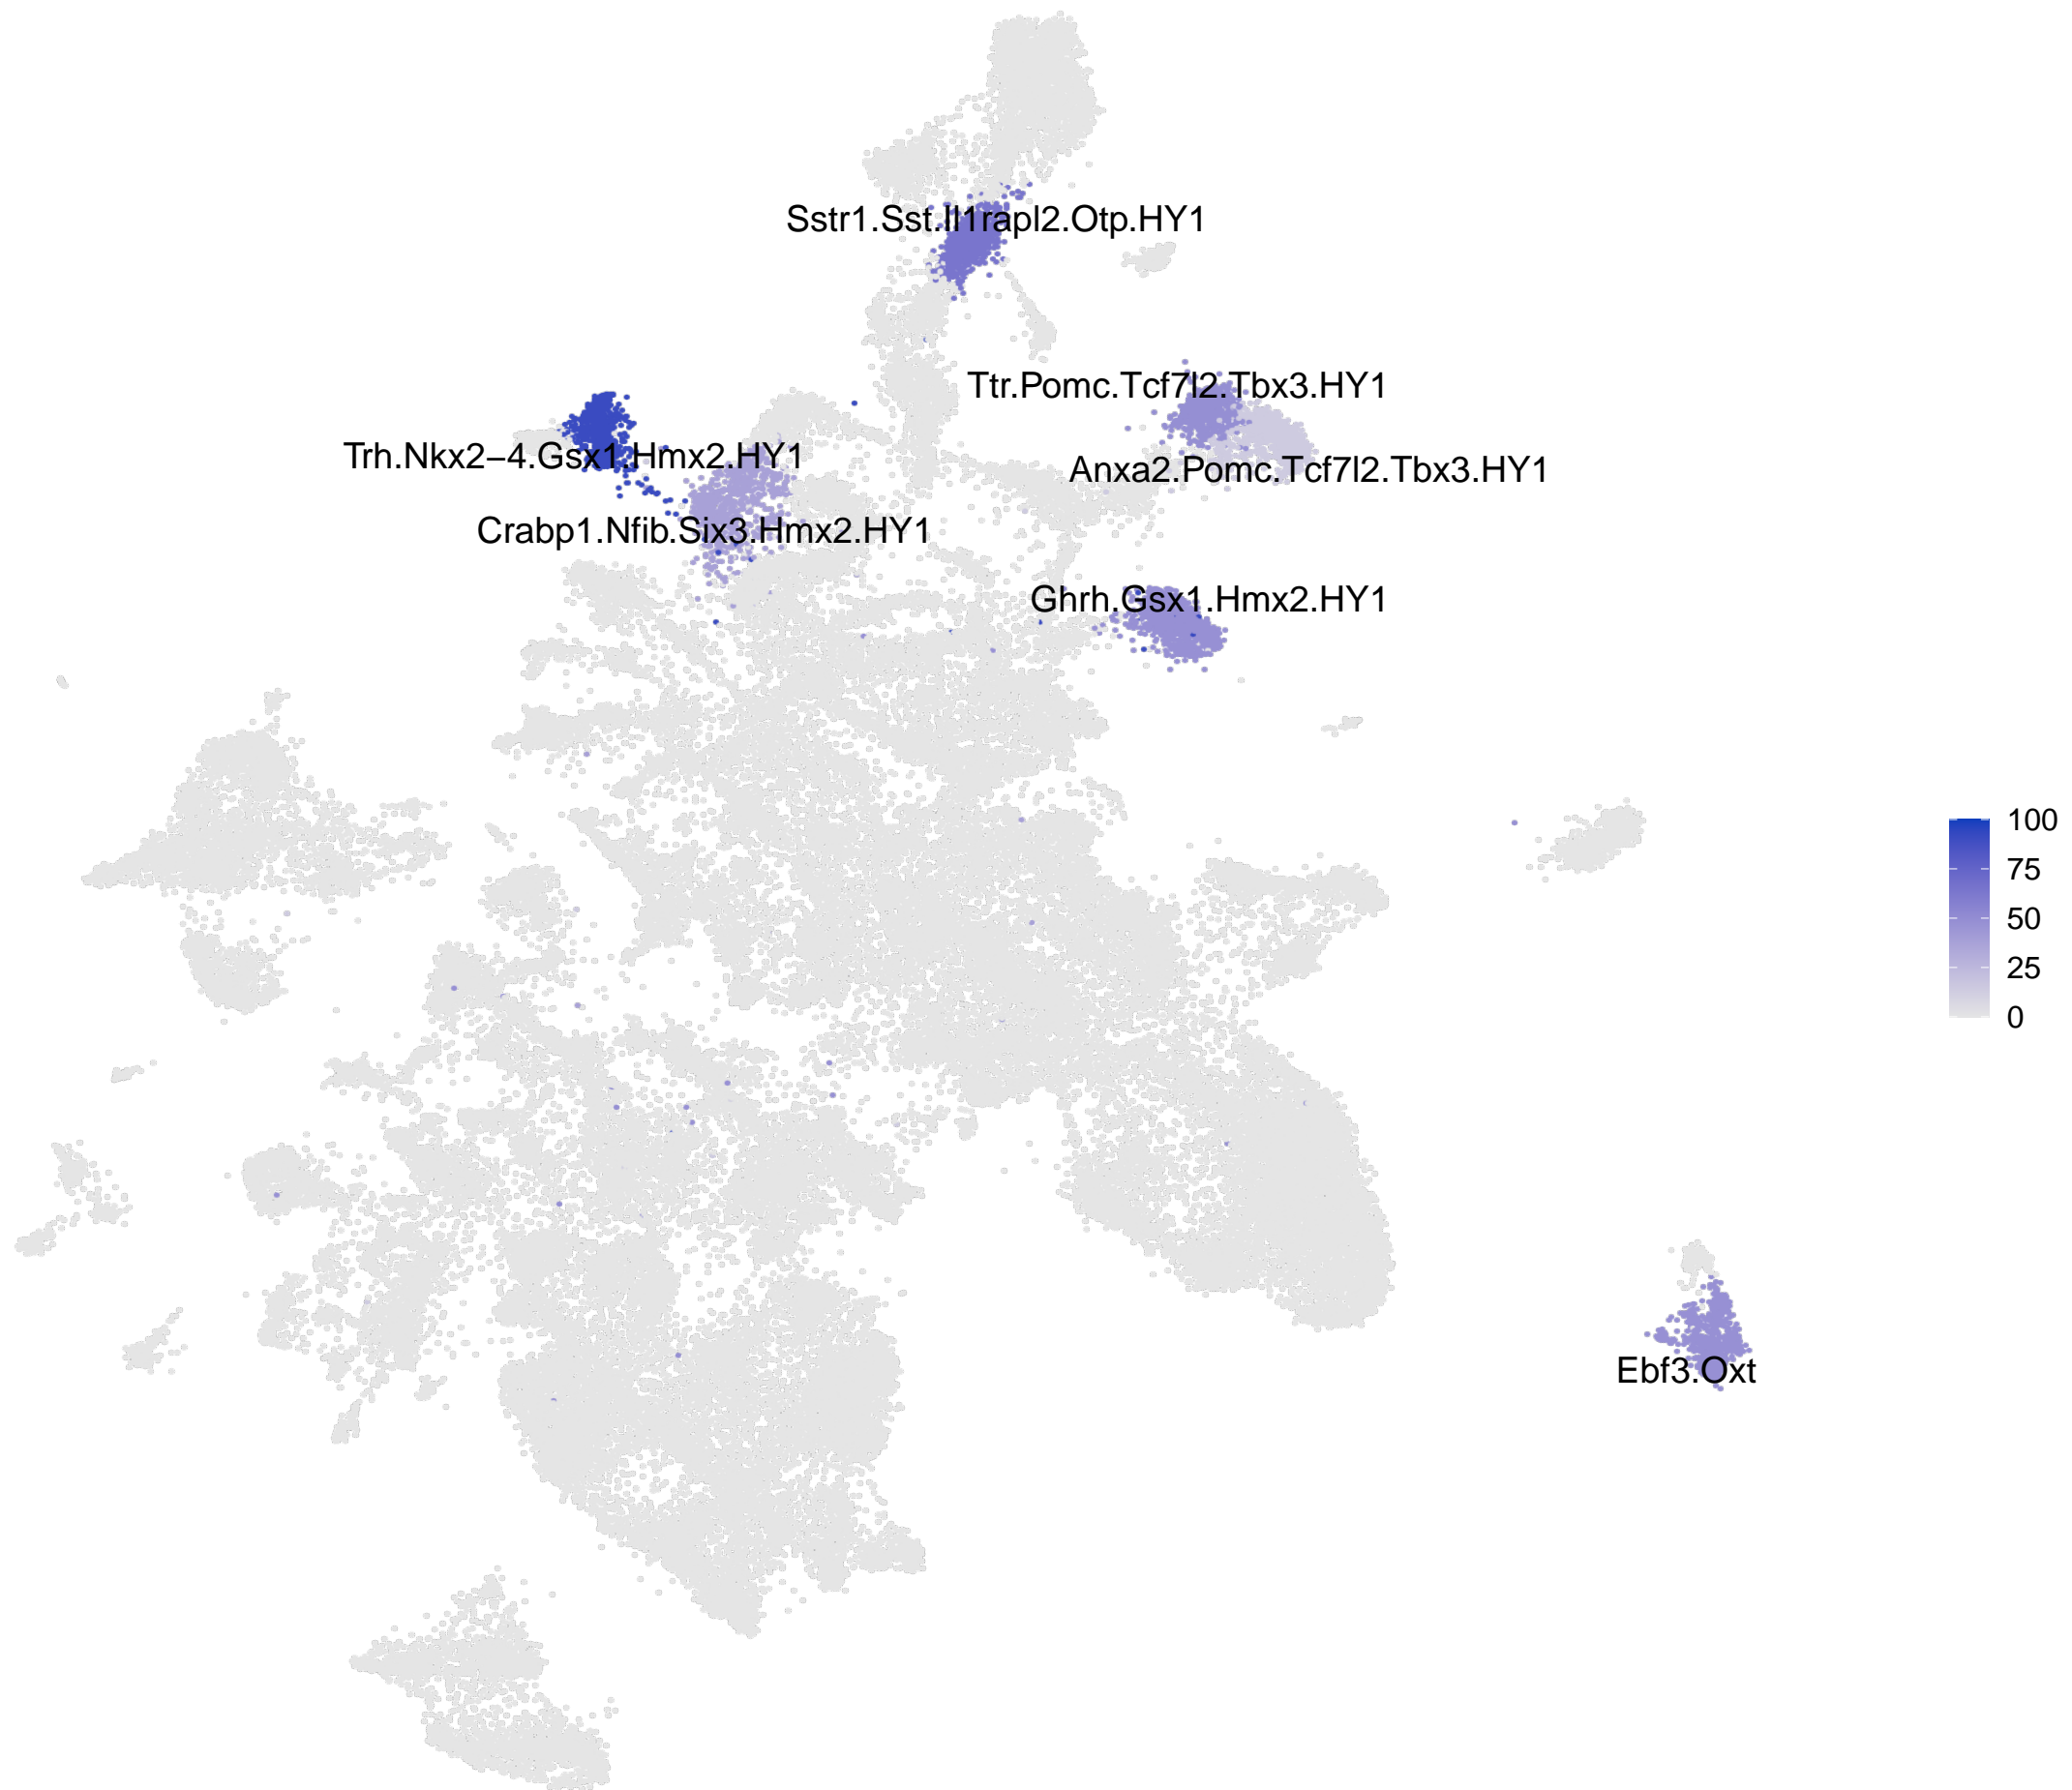 Sstr1.Sst.Il1rapl2.Otp.HY1
Ttr.Pomc.Tcf7l2.Tbx3.HY1
Trh.Nkx2−4.Gsx1.Hmx2.HY1
Anxa2.Pomc.Tcf7l2.Tbx3.HY1
Crabp1.Nfib.Six3.Hmx2.HY1
Ghrh.Gsx1.Hmx2.HY1
100
75
50
25
0
Ebf3.Oxt